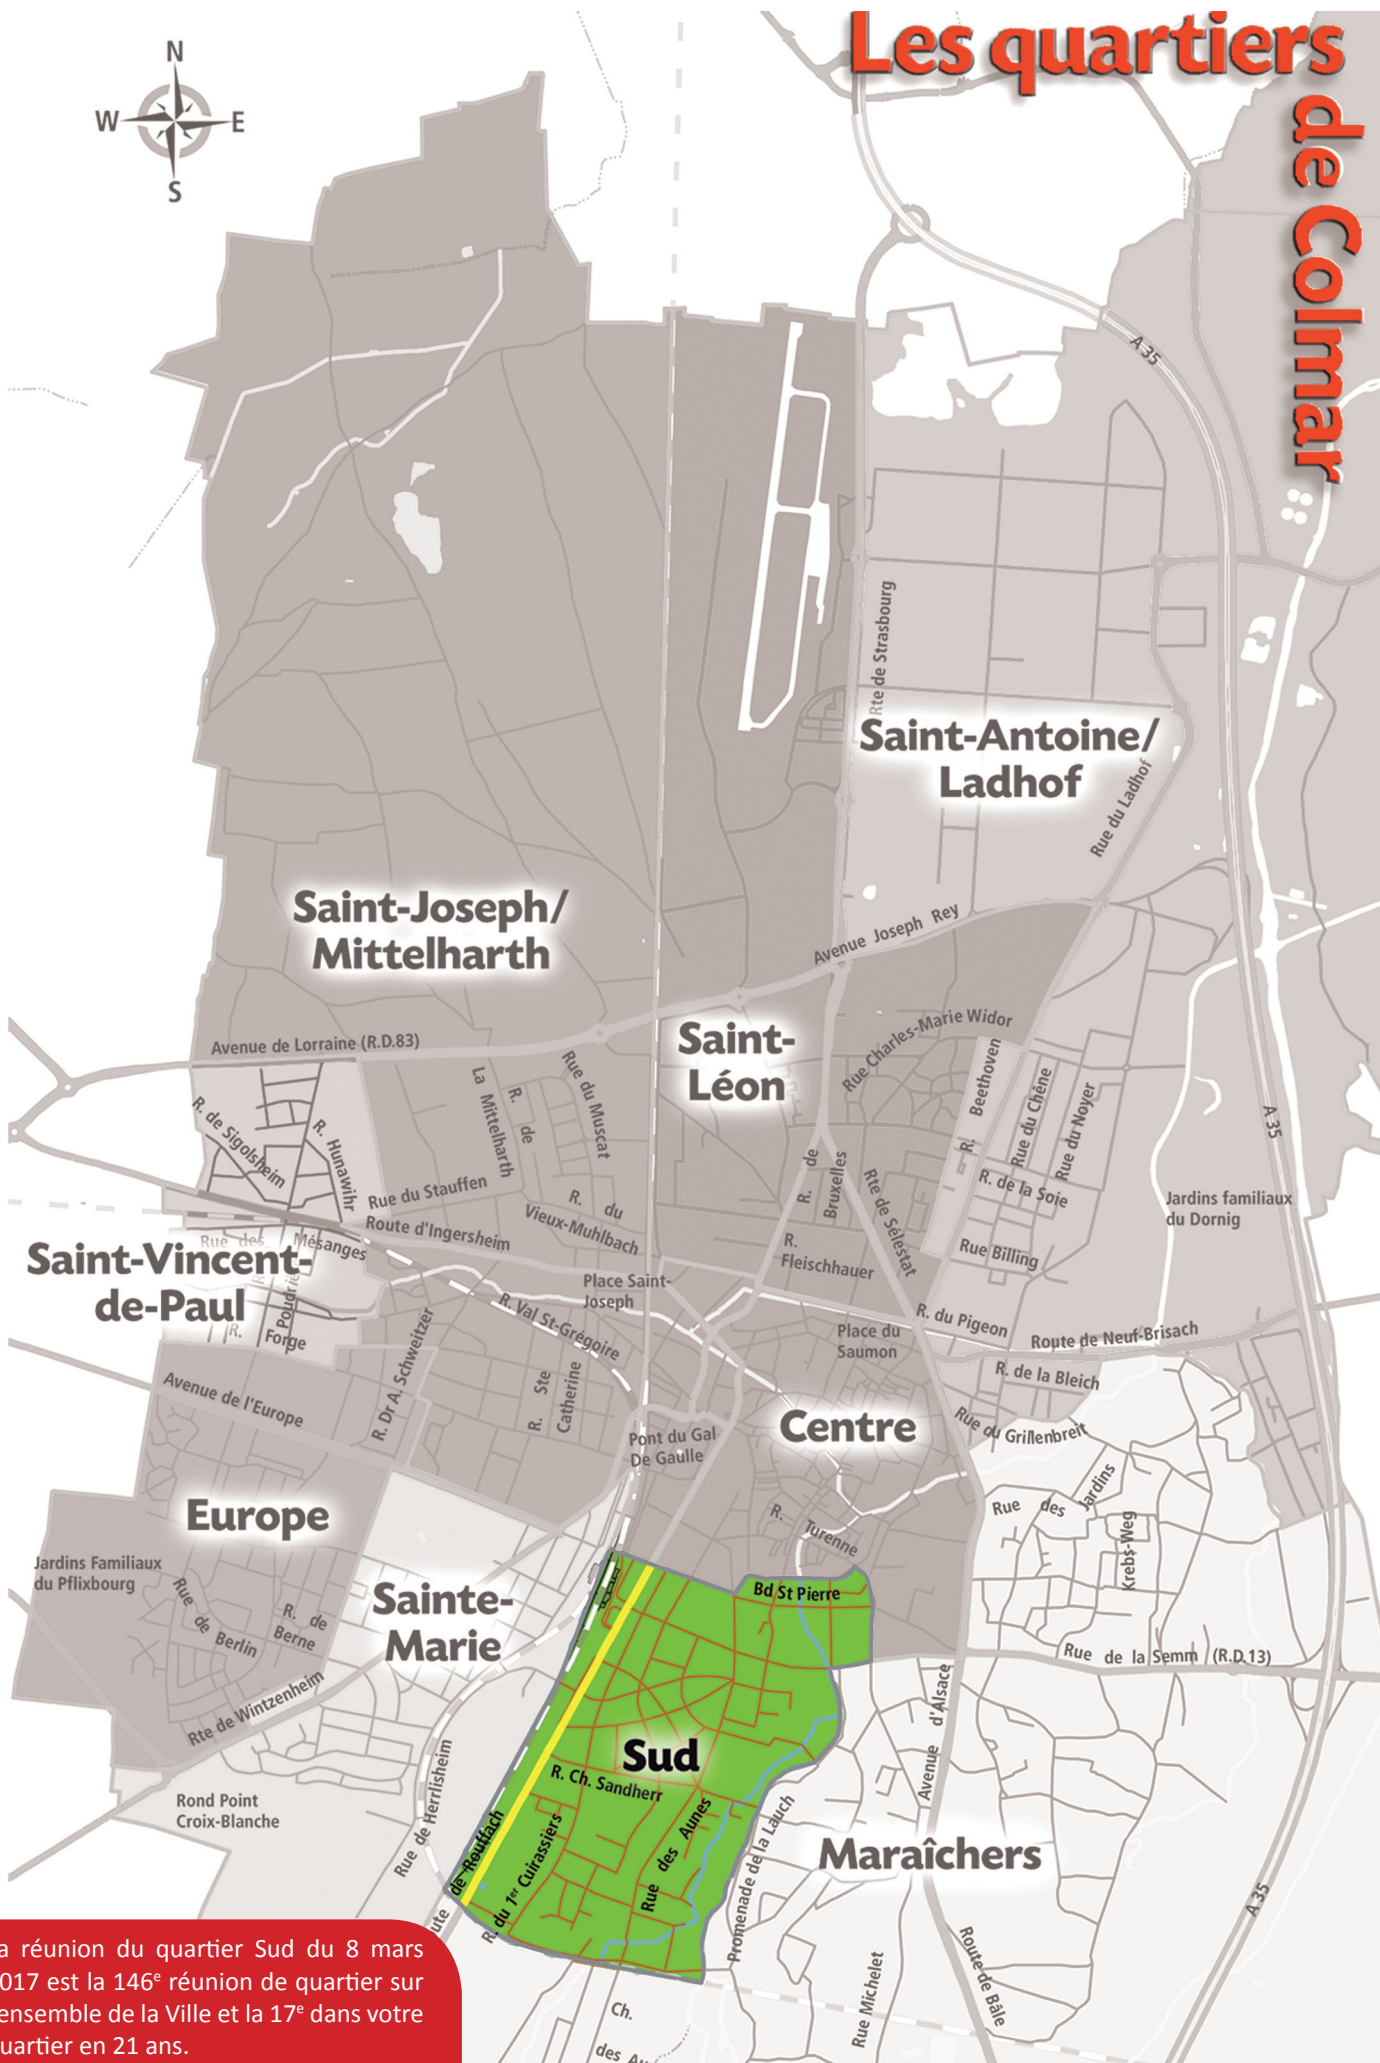 Les quartiers
de Colmar
N
W E
S
A 35
Rte de Strasbourg
Saint-Antoine/
Ladhof
Rue du Ladhof
Saint-Joseph/
Mittelharth
Avenue Joseph Rey
Saint-
Léon
Rue Charles-Marie Widor
Avenue de Lorraine (R.D.83)
La Mittelharth
R. de
Rue du Muscat
R. Beethoven
Rue du Chêne
Rue du Noyer
A 35
R. de Sigolsheim
R. Hunawihr
Rue du Stauffen
R. de
Bruxelles
Rte de Sélestat
R. de la Soie
Jardins familiaux
du Dornig
Route d'Ingersheim
R. du
Vieux-Muhlbach
R.
Fleischhauer
Rue Billing
Rue des Mésanges
Saint-Vincent-
de-Paul
Poudrière
R. Forge
Place Saint-
Joseph
R. Val St-Grégoire
R. du Pigeon
Place du
Saumon
Route de Neuf-Brisach
R. Dr A. Schweitzer
R. de la Bleich
Avenue de l'Europe
R. Ste
Catherine
Centre
Rue du Grillenbreit
Pont du Gal
De Gaulle
Europe
R. Turenne
Rue des Jardins
Krebs-Weg
Jardins Familiaux
du Pflixbourg
Rue de Berlin
R. de
Berne
Sainte-
Marie
Bd St Pierre
Rue de la Semm (R.D.13)
Rte de Wintzenheim
Avenue d'Alsace
Sud
R. Ch. Sandherr
Rond Point
Croix-Blanche
Rue de Herrlisheim
Rue des Aunes
Promenade de la Lauch
Maraîchers
de Rouffach
ute
R. du 1er Cuirassiers
A 35
Route de Bâle
Rue Michelet
Ch.
des Au
a réunion du quartier Sud du 8 mars
017 est la 146e réunion de quartier sur
ensemble de la Ville et la 17e dans votre
uartier en 21 ans.